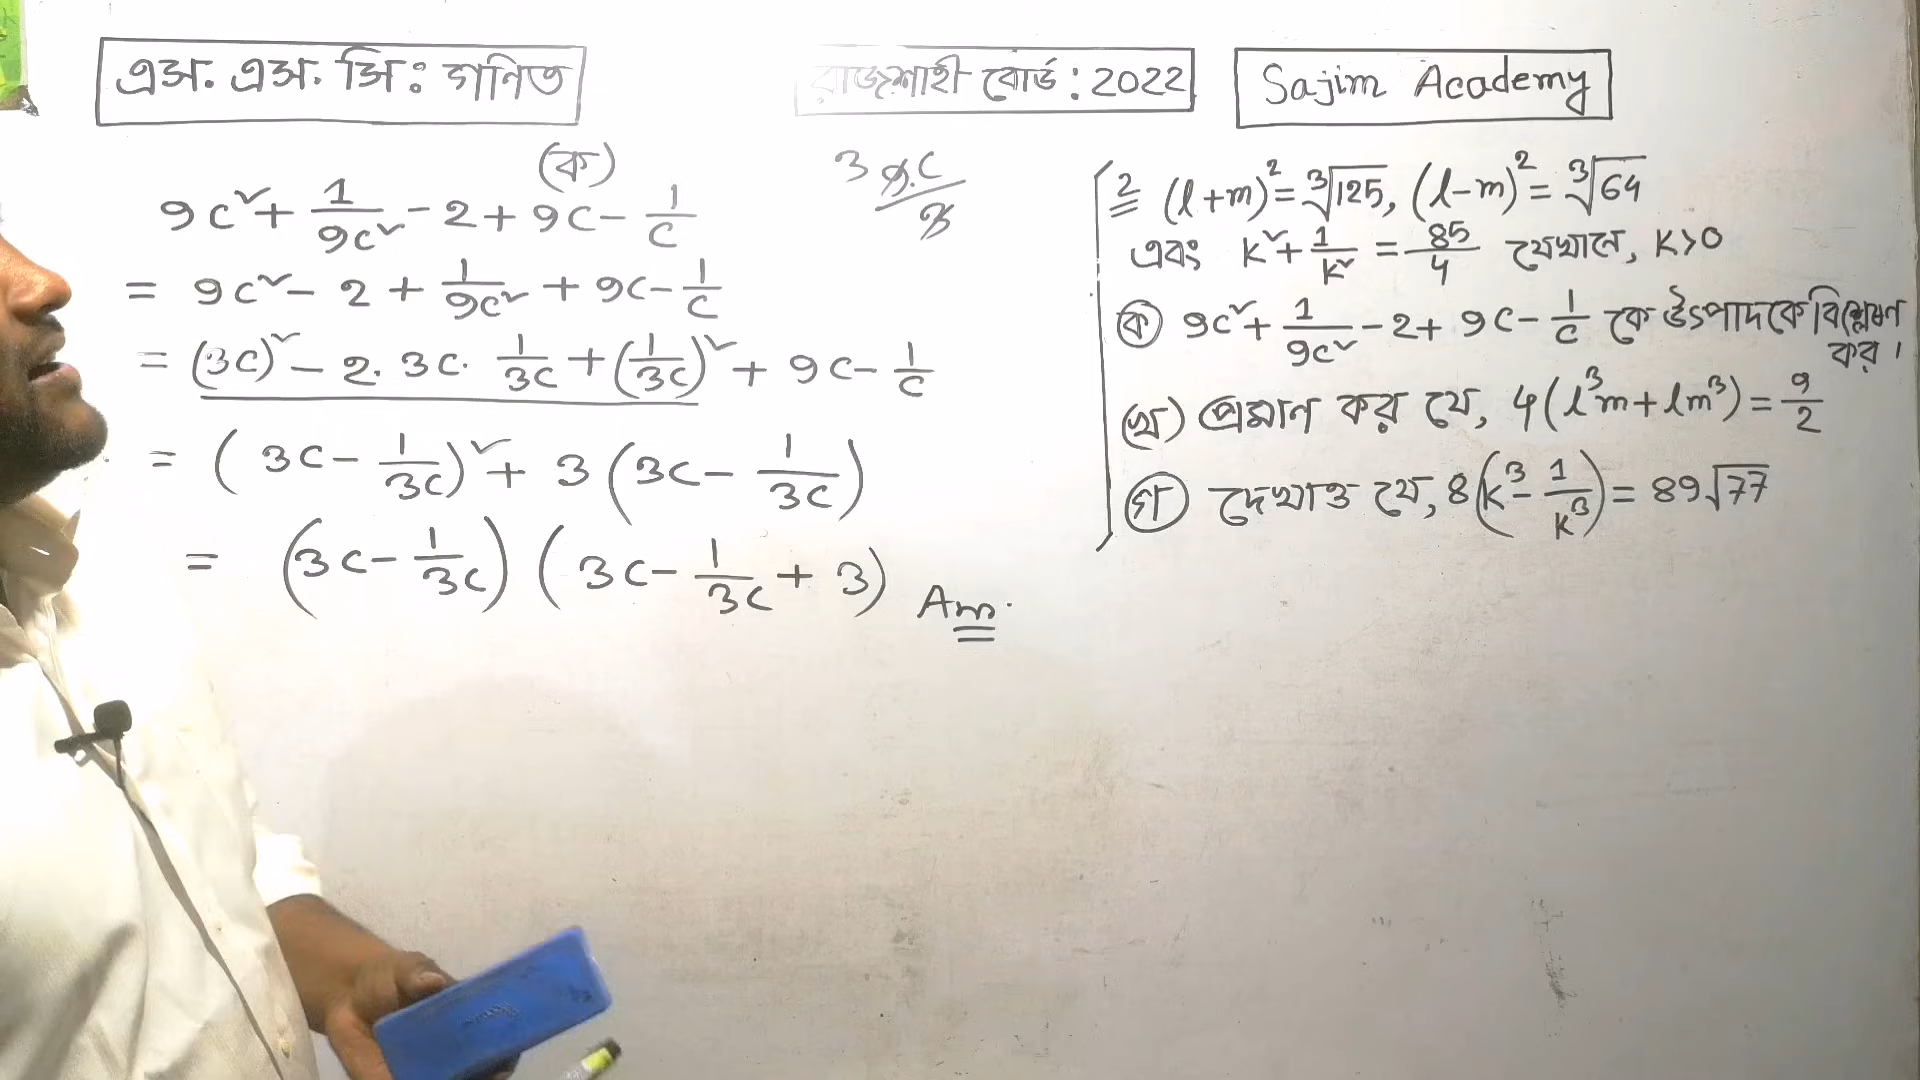 এস. এস. সি: গনিত
রাজশাহী বোর্ড : 2022
Sajim Academy
(ক)
9c² + 1/9c² - 2 + 9c - 1/c
= 9c² - 2 + 1/9c² + 9c - 1/c
= (3c)² - 2. 3c. 1/3c + (1/3c)² + 9c - 1/c
= (3c - 1/3c)² + 3(3c - 1/3c)
= (3c - 1/3c) (3c - 1/3c + 3) Ans.
3 9.c/3
2 (l+m)² = ∛125, (l-m)² = ∛64
এবং k² + 1/k² = 85/4 যেখানে, k>0
(ক) 9c² + 1/9c² - 2 + 9c - 1/c কে উৎপাদকে বিশ্লেষণ
কর।
(খ) প্রমান কর যে, 4(l³m + lm³) = 9/2
(গ) দেখাও যে, 8(k³ - 1/k³) = 89√77